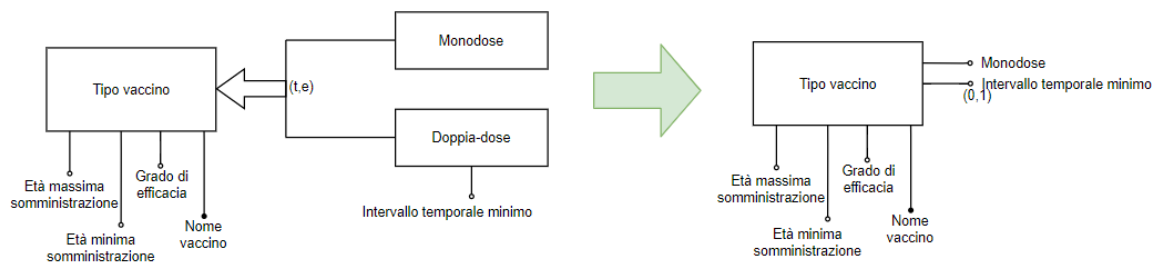 Tipo vaccino
(t,e)
Monodose
Doppia-dose
Intervallo temporale minimo
Età massima
somministrazione
Età minima
somministrazione
Grado di
efficacia
Nome
vaccino
Tipo vaccino
Monodose
Intervallo temporale minimo
(0,1)
Età massima
somministrazione
Età minima
somministrazione
Grado di
efficacia
Nome
vaccino